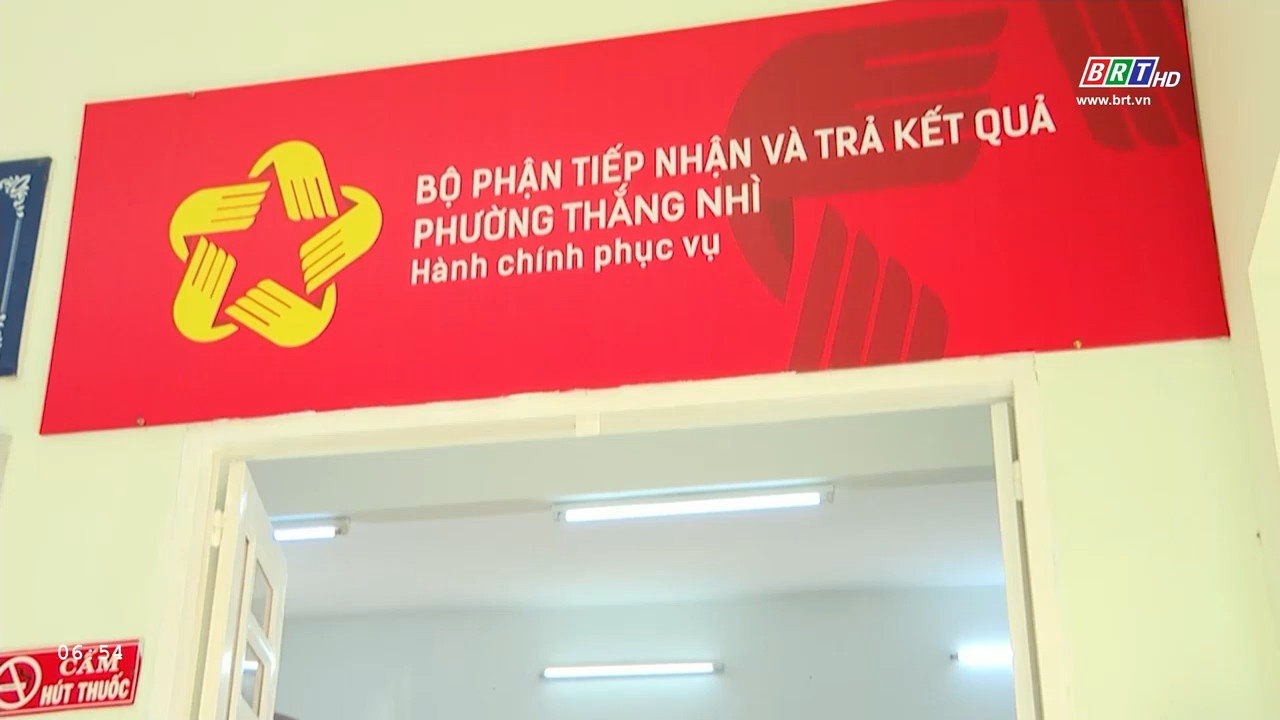 BRT HD
www.brt.vn
BỘ PHẬN TIẾP NHẬN VÀ TRẢ KẾT QUẢ
PHƯỜNG THẮNG NHÌ
Hành chính phục vụ
06:54
CẤM
HÚT THUỐC